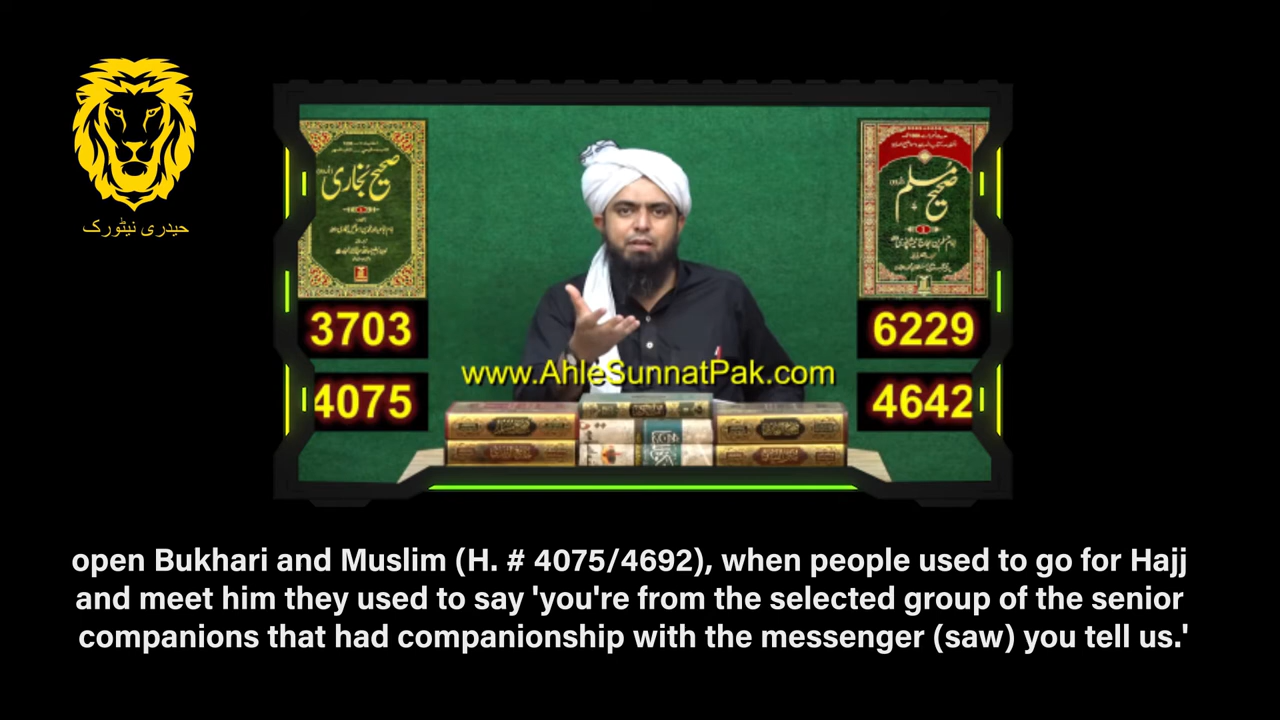 حیدری نیٹورک
صحیح بخاری
صحیح مسلم
3703
4075
6229
4642
www.AhleSunnatPak.com
open Bukhari and Muslim (H. # 4075/4692), when people used to go for Hajj
and meet him they used to say 'you're from the selected group of the senior
companions that had companionship with the messenger (saw) you tell us.'